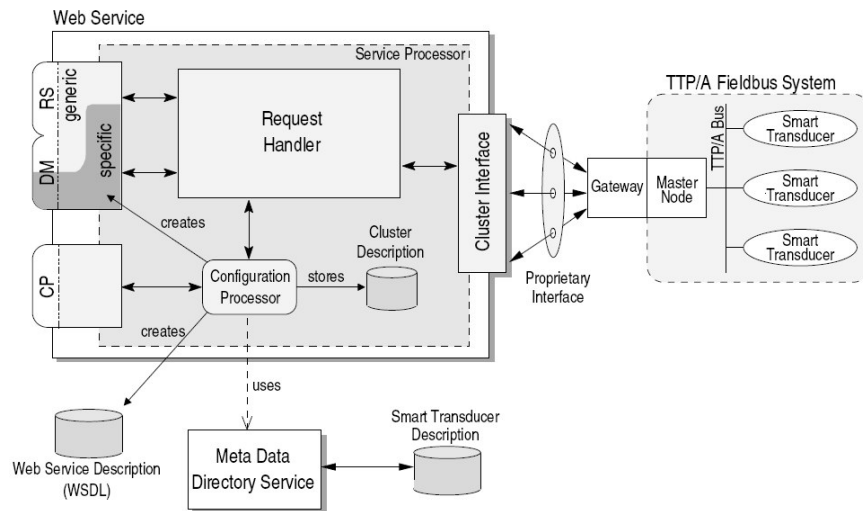 Web Service
Service Processor
RS
DM
generic
specific
Request
Handler
Cluster Interface
TTP/A Fieldbus System
TTP/A Bus
Smart
Transducer
Gateway
Master
Node
Smart
Transducer
Smart
Transducer
Proprietary
Interface
creates
Cluster
Description
CP
Configuration
Processor
stores
creates
uses
Web Service Description
(WSDL)
Meta Data
Directory Service
Smart Transducer
Description